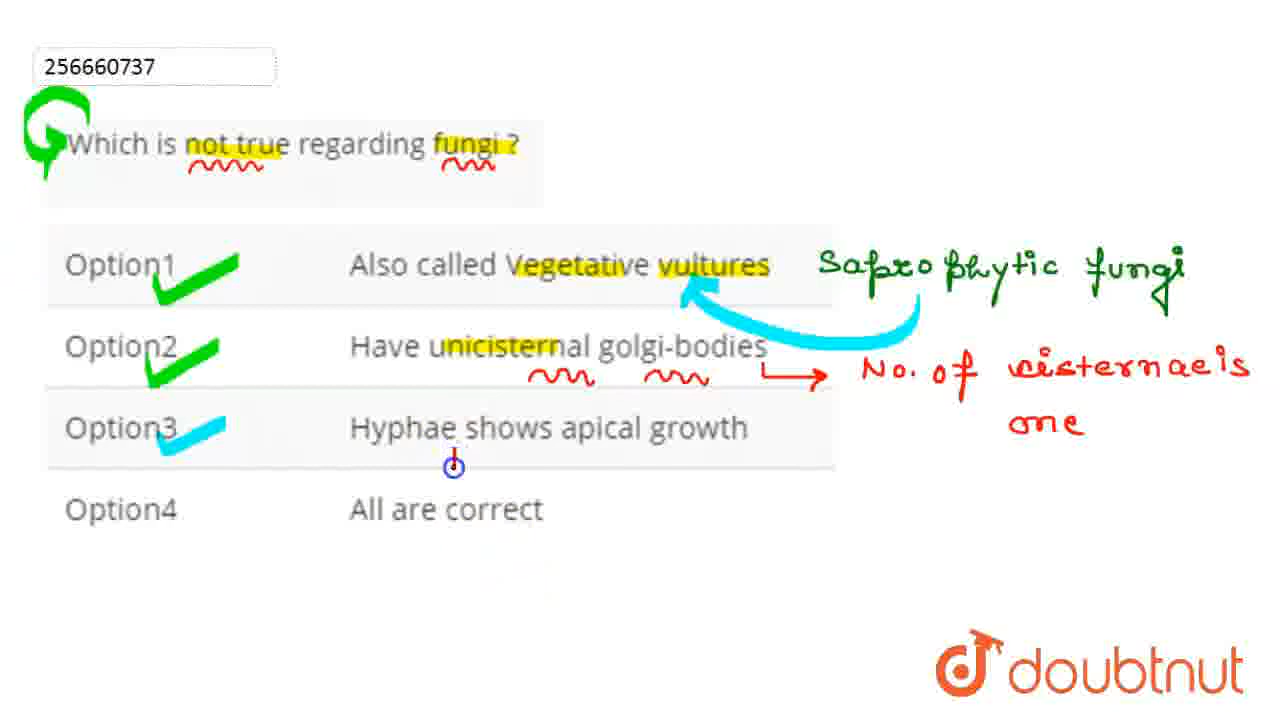 256660737
Which is not true regarding fungi ?
Option1 Also called Vegetative vultures Saprophytic fungi
Option2 Have unicisternal golgi-bodies No. of cisternae is
one
Option3 Hyphae shows apical growth
Option4 All are correct
doubtnut